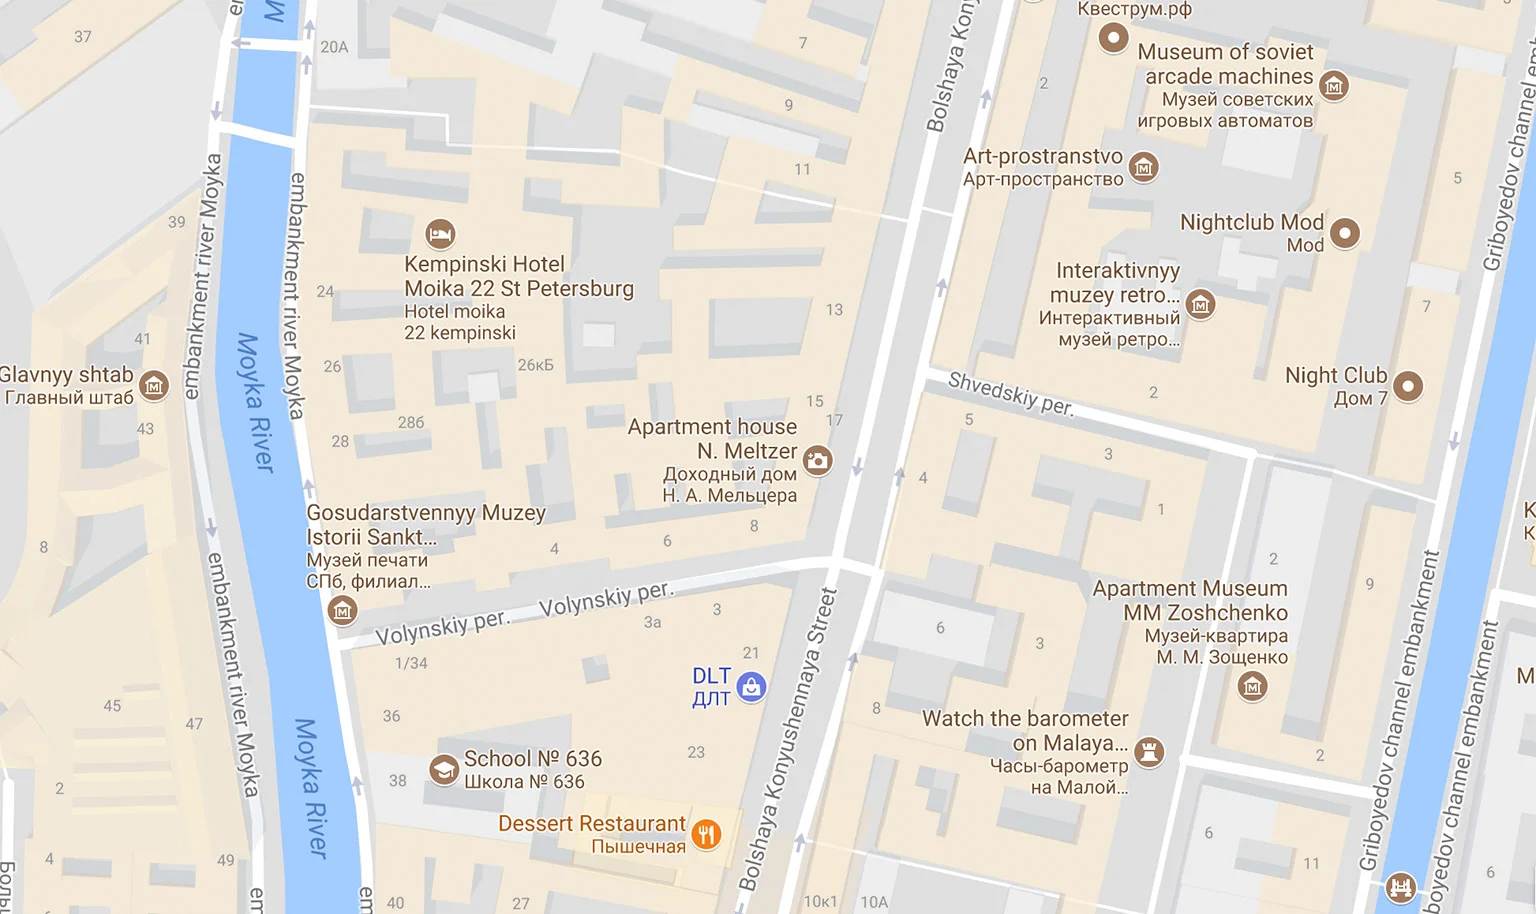 37
20A
7
Bolshaya Kony
Квеструм.рф
2
Museum of soviet
arcade machines
Музей советских
игровых автоматов
9
11
Art-prostranstvo
Арт-пространство
5
Griboyedov channel em
39
embankment river Moyka
embankment river Moyka
Kempinski Hotel
Moika 22 St Petersburg
Hotel moika
22 kempinski
Nightclub Mod
Mod
24
13
Interaktivnyy
muzey retro...
Интерактивный
музей ретро...
7
41
Moyka River
26
26кБ
Glavnyy shtab
Главный штаб
Shvedskiy per.
2
Night Club
Дом 7
43
28
28б
15
17
5
Apartment house
N. Meltzer
Доходный дом
Н. А. Мельцера
4
3
1
Gosudarstvennyy Muzey
Istorii Sankt...
Музей печати
СПб, филиал...
8
6
4
8
2
9
К
К
embankment river Moyka
Volynskiy per.
Volynskiy per.
3
3а
1/34
Bolshaya Konyushennaya Street
6
3
Apartment Museum
MM Zoshchenko
Музей-квартира
М. М. Зощенко
Griboyedov channel embankment
boyedov channel embankment
21
DLT
ДЛТ
М
45
47
36
Moyka River
8
Watch the barometer
on Malaya...
Часы-барометр
на Малой...
2
23
School № 636
Школа № 636
38
2
Dessert Restaurant
Пышечная
6
11
6
4
49
Боль
6
em
em
40
27
10к1
10А